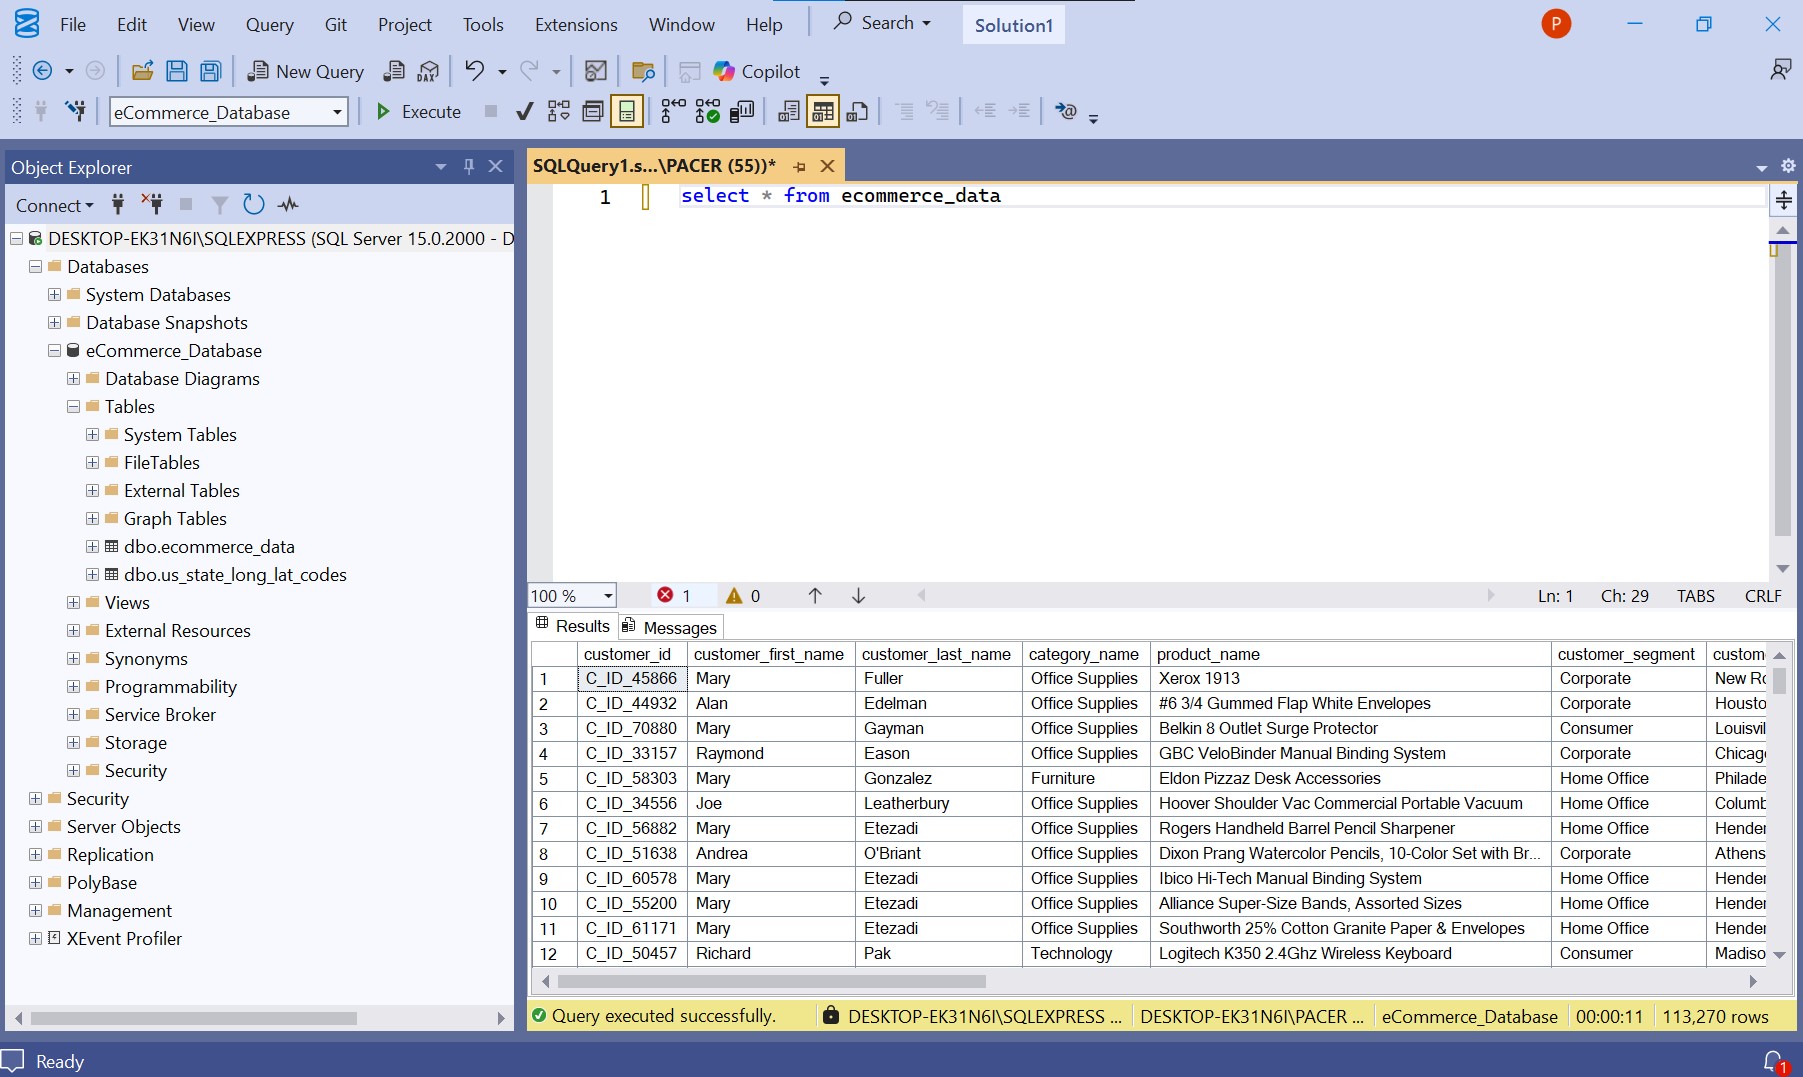 File Edit View Query Git Project Tools Extensions Window Help Search Solution1 P
New Query DAX Copilot
eCommerce_Database Execute
Object Explorer
Connect
DESKTOP-EK31N6I\SQLEXPRESS (SQL Server 15.0.2000 - D
Databases
System Databases
Database Snapshots
eCommerce_Database
Database Diagrams
Tables
System Tables
FileTables
External Tables
Graph Tables
dbo.ecommerce_data
dbo.us_state_long_lat_codes
Views
External Resources
Synonyms
Programmability
Service Broker
Storage
Security
Security
Server Objects
Replication
PolyBase
Management
XEvent Profiler
SQLQuery1.s...\PACER (55))*
1 select * from ecommerce_data
100 % 1 0 Ln: 1 Ch: 29 TABS CRLF
Results Messages
customer_id customer_first_name customer_last_name category_name product_name customer_segment custom
1 C_ID_45866 Mary Fuller Office Supplies Xerox 1913 Corporate New Ro
2 C_ID_44932 Alan Edelman Office Supplies #6 3/4 Gummed Flap White Envelopes Corporate Housto
3 C_ID_70880 Mary Gayman Office Supplies Belkin 8 Outlet Surge Protector Consumer Louisvil
4 C_ID_33157 Raymond Eason Office Supplies GBC VeloBinder Manual Binding System Corporate Chicag
5 C_ID_58303 Mary Gonzalez Furniture Eldon Pizzaz Desk Accessories Home Office Philade
6 C_ID_34556 Joe Leatherbury Office Supplies Hoover Shoulder Vac Commercial Portable Vacuum Home Office Columb
7 C_ID_56882 Mary Etezadi Office Supplies Rogers Handheld Barrel Pencil Sharpener Home Office Hender
8 C_ID_51638 Andrea O'Briant Office Supplies Dixon Prang Watercolor Pencils, 10-Color Set with Br... Corporate Athens
9 C_ID_60578 Mary Etezadi Office Supplies Ibico Hi-Tech Manual Binding System Home Office Hender
10 C_ID_55200 Mary Etezadi Office Supplies Alliance Super-Size Bands, Assorted Sizes Home Office Hender
11 C_ID_61171 Mary Etezadi Office Supplies Southworth 25% Cotton Granite Paper & Envelopes Home Office Hender
12 C_ID_50457 Richard Pak Technology Logitech K350 2.4Ghz Wireless Keyboard Consumer Madiso
Query executed successfully. DESKTOP-EK31N6I\SQLEXPRESS ... DESKTOP-EK31N6I\PACER ... eCommerce_Database 00:00:11 113,270 rows
Ready 1